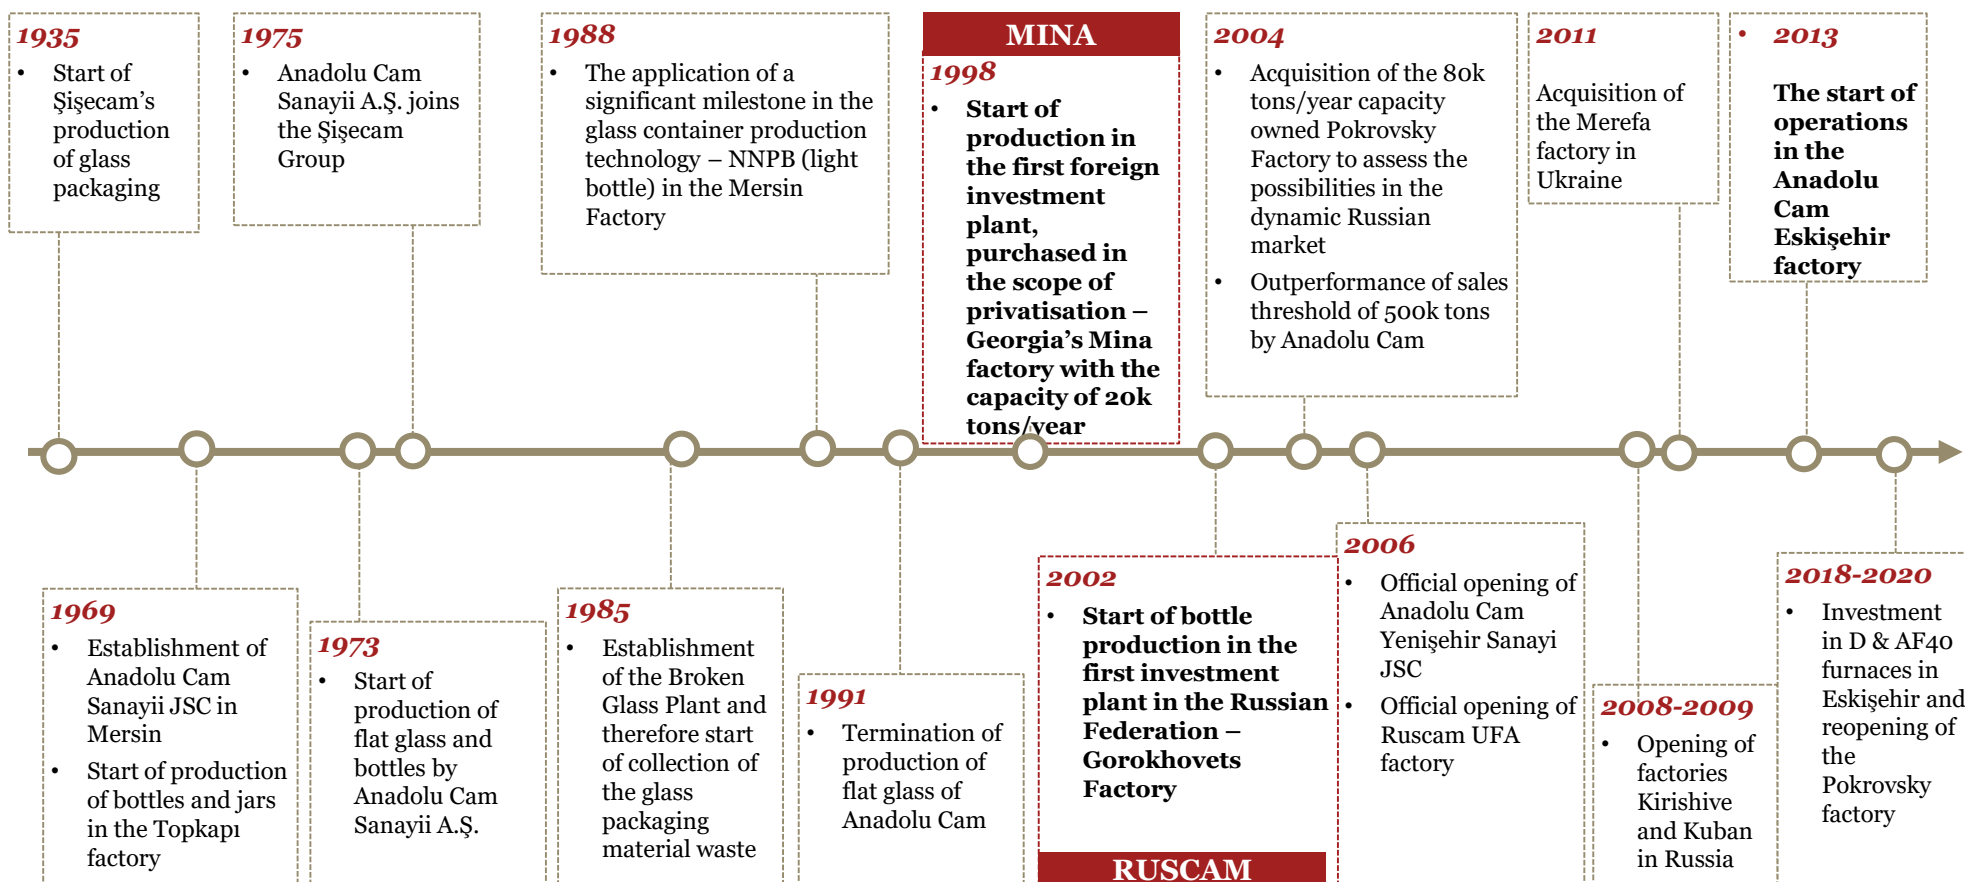 1935
• Start of
Şişecam’s
production
of glass
packaging
1975
• Anadolu Cam
Sanayii A.Ş. joins
the Şişecam
Group
1988
• The application of a
significant milestone in the
glass container production
technology – NNPB (light
bottle) in the Mersin
Factory
MINA
1998
• Start of
production in
the first foreign
investment
plant,
purchased in
the scope of
privatisation –
Georgia’s Mina
factory with the
capacity of 20k
tons/year
2004
• Acquisition of the 80k
tons/year capacity
owned Pokrovsky
Factory to assess the
possibilities in the
dynamic Russian
market
• Outperformance of sales
threshold of 500k tons
by Anadolu Cam
2011
Acquisition of
the Merefa
factory in
Ukraine
• 2013
The start of
operations
in the
Anadolu
Cam
Eskişehir
factory
1969
• Establishment of
Anadolu Cam
Sanayii JSC in
Mersin
• Start of production
of bottles and jars
in the Topkapı
factory
1973
• Start of
production of
flat glass and
bottles by
Anadolu Cam
Sanayii A.Ş.
1985
• Establishment
of the Broken
Glass Plant and
therefore start
of collection of
the glass
packaging
material waste
1991
• Termination of
production of
flat glass of
Anadolu Cam
2002
• Start of bottle
production in the
first investment
plant in the Russian
Federation –
Gorokhovets
Factory
RUSCAM
2006
• Official opening of
Anadolu Cam
Yenişehir Sanayi
JSC
• Official opening of
Ruscam UFA
factory
2008-2009
• Opening of
factories
Kirishive
and Kuban
in Russia
2018-2020
• Investment
in D & AF40
furnaces in
Eskişehir and
reopening of
the
Pokrovsky
factory